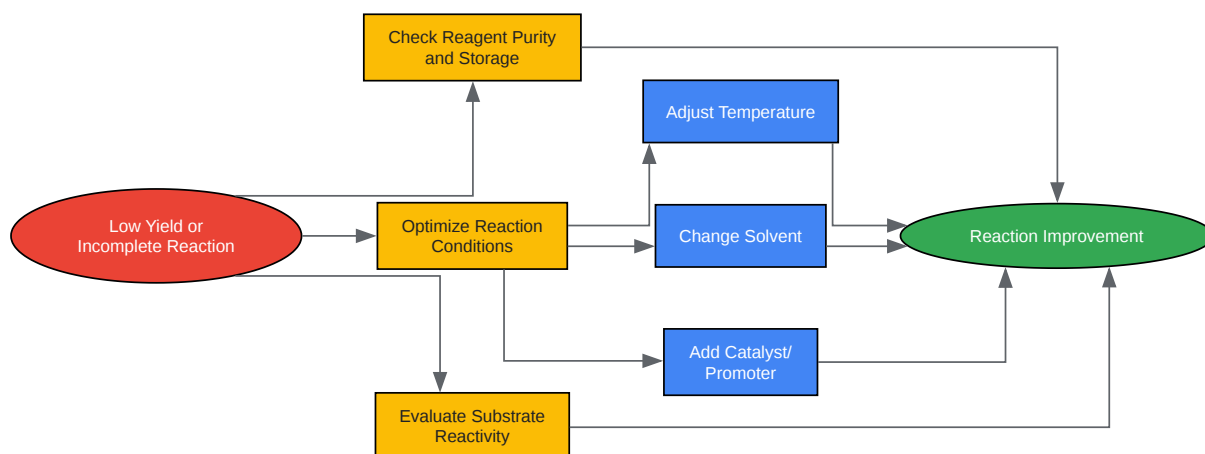 Check Reagent Purity
and Storage
Adjust Temperature
Low Yield or
Incomplete Reaction
Optimize Reaction
Conditions
Change Solvent
Reaction Improvement
Add Catalyst/
Promoter
Evaluate Substrate
Reactivity